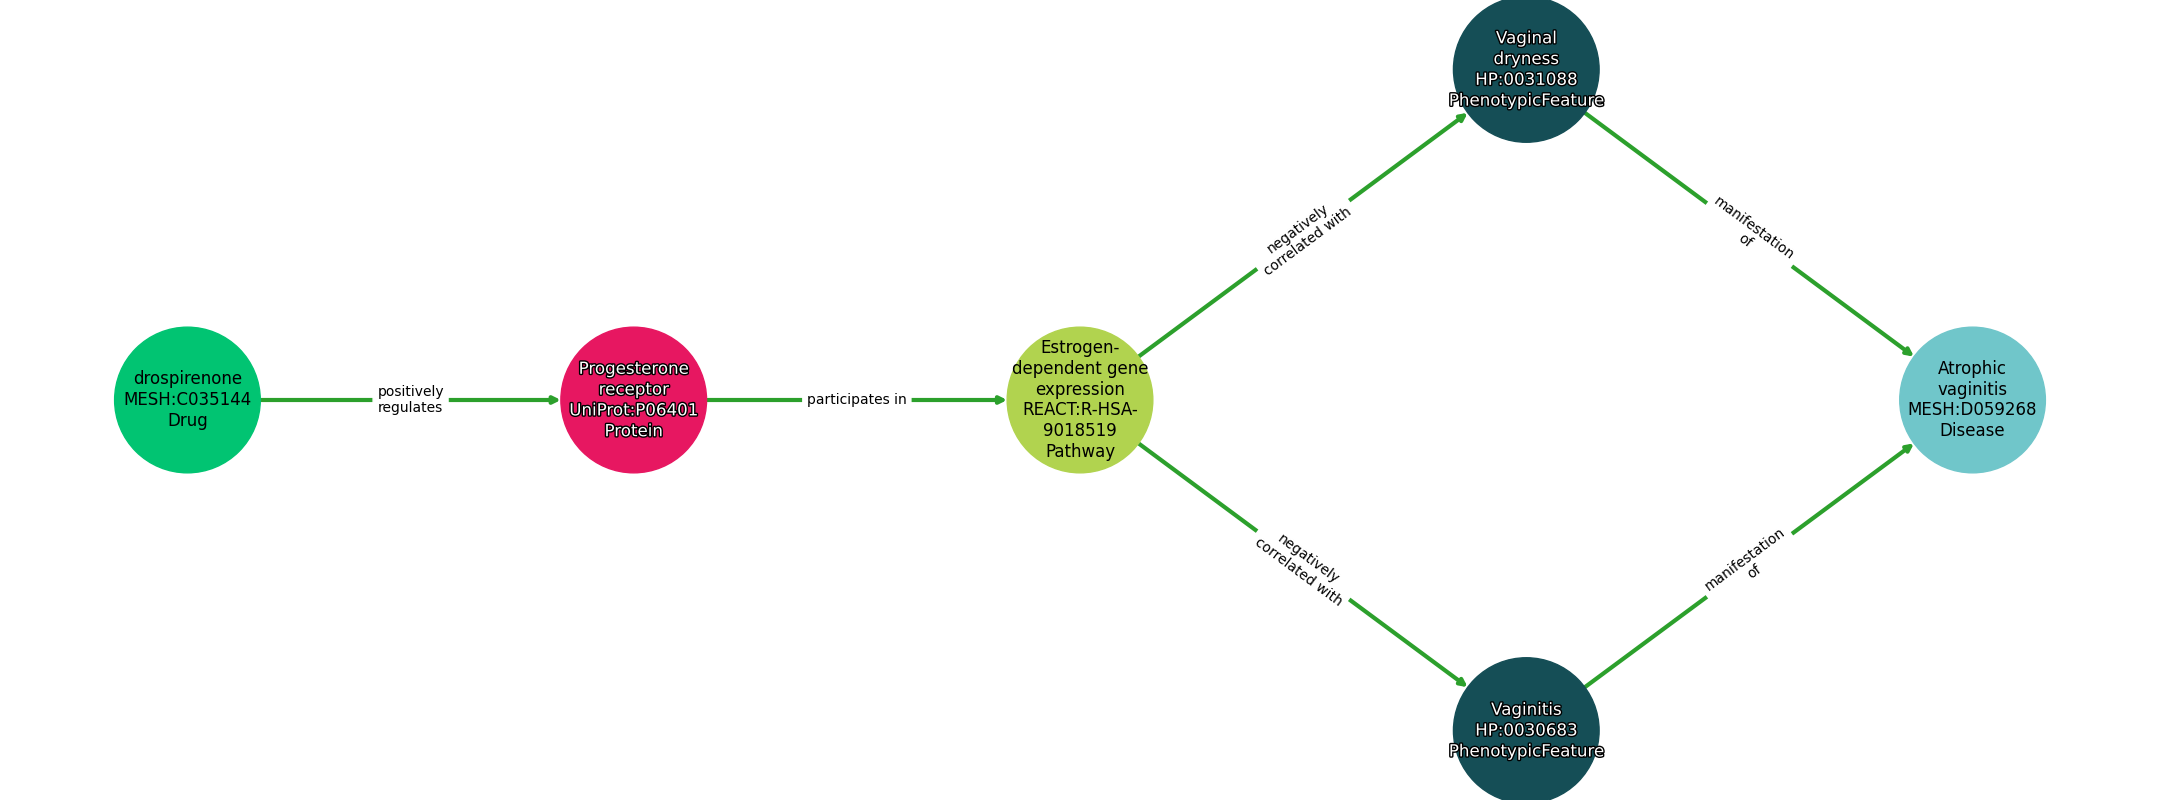 Vaginal
dryness
HP:0031088
PhenotypicFeature
negatively
correlated with
manifestation
of
drospirenone
MESH:C035144
Drug
positively
regulates
Progesterone
receptor
UniProt:P06401
Protein
participates in
Estrogen-
dependent gene
expression
REACT:R-HSA-
9018519
Pathway
Atrophic
vaginitis
MESH:D059268
Disease
negatively
correlated with
manifestation
of
Vaginitis
HP:0030683
PhenotypicFeature